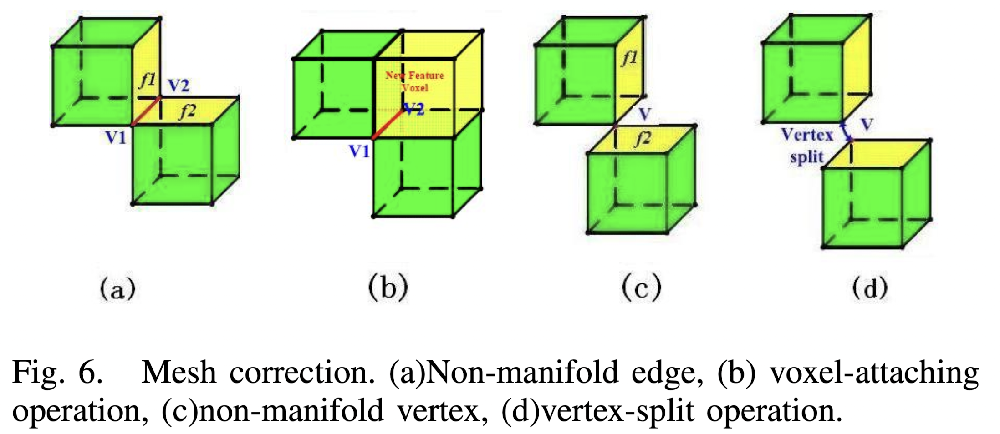 f1
V2
f2
V1
New Feature
Voxel
V2
V1
f1
V
f2
V
Vertex
split
(a)
(b)
(c)
(d)
Fig. 6. Mesh correction. (a)Non-manifold edge, (b) voxel-attaching
operation, (c)non-manifold vertex, (d)vertex-split operation.